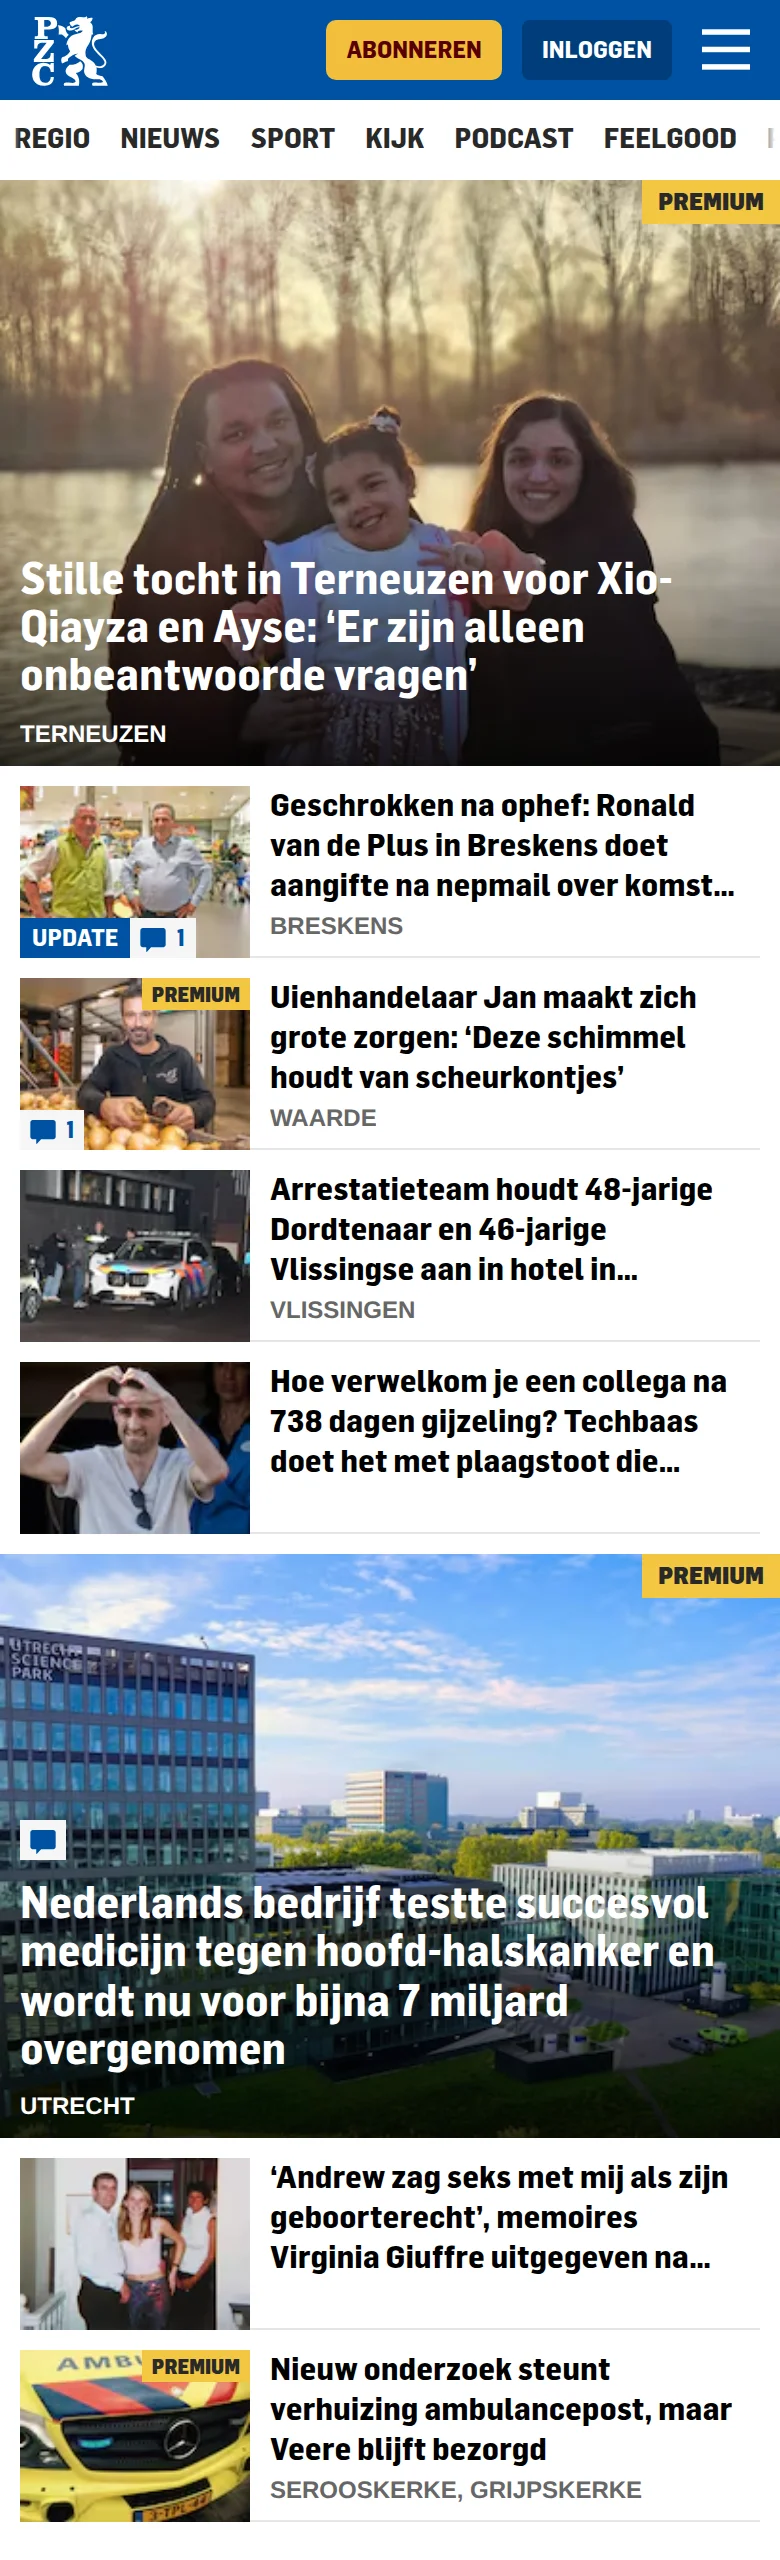 PZC
ABONNEREN
INLOGGEN
REGIO NIEUWS SPORT KIJK PODCAST FEELGOOD
PREMIUM
Stille tocht in Terneuzen voor Xio-
Qiayza en Ayse: ‘Er zijn alleen
onbeantwoorde vragen’
TERNEUZEN
UPDATE
1
Geschrokken na ophef: Ronald
van de Plus in Breskens doet
aangifte na nepmail over komst...
BRESKENS
PREMIUM
1
Uienhandelaar Jan maakt zich
grote zorgen: ‘Deze schimmel
houdt van scheurkontjes’
WAARDE
Arrestatieteam houdt 48-jarige
Dordtenaar en 46-jarige
Vlissingse aan in hotel in...
VLISSINGEN
Hoe verwelkom je een collega na
738 dagen gijzeling? Techbaas
doet het met plaagstoot die...
PREMIUM
UTRECHT
SCIENCE
PARK
Nederlands bedrijf testte succesvol
medicijn tegen hoofd-halskanker en
wordt nu voor bijna 7 miljard
overgenomen
UTRECHT
‘Andrew zag seks met mij als zijn
geboorterecht’, memoires
Virginia Giuffre uitgegeven na...
PREMIUM
Nieuw onderzoek steunt
verhuizing ambulancepost, maar
Veere blijft bezorgd
SEROOSKERKE, GRIJPSKERKE